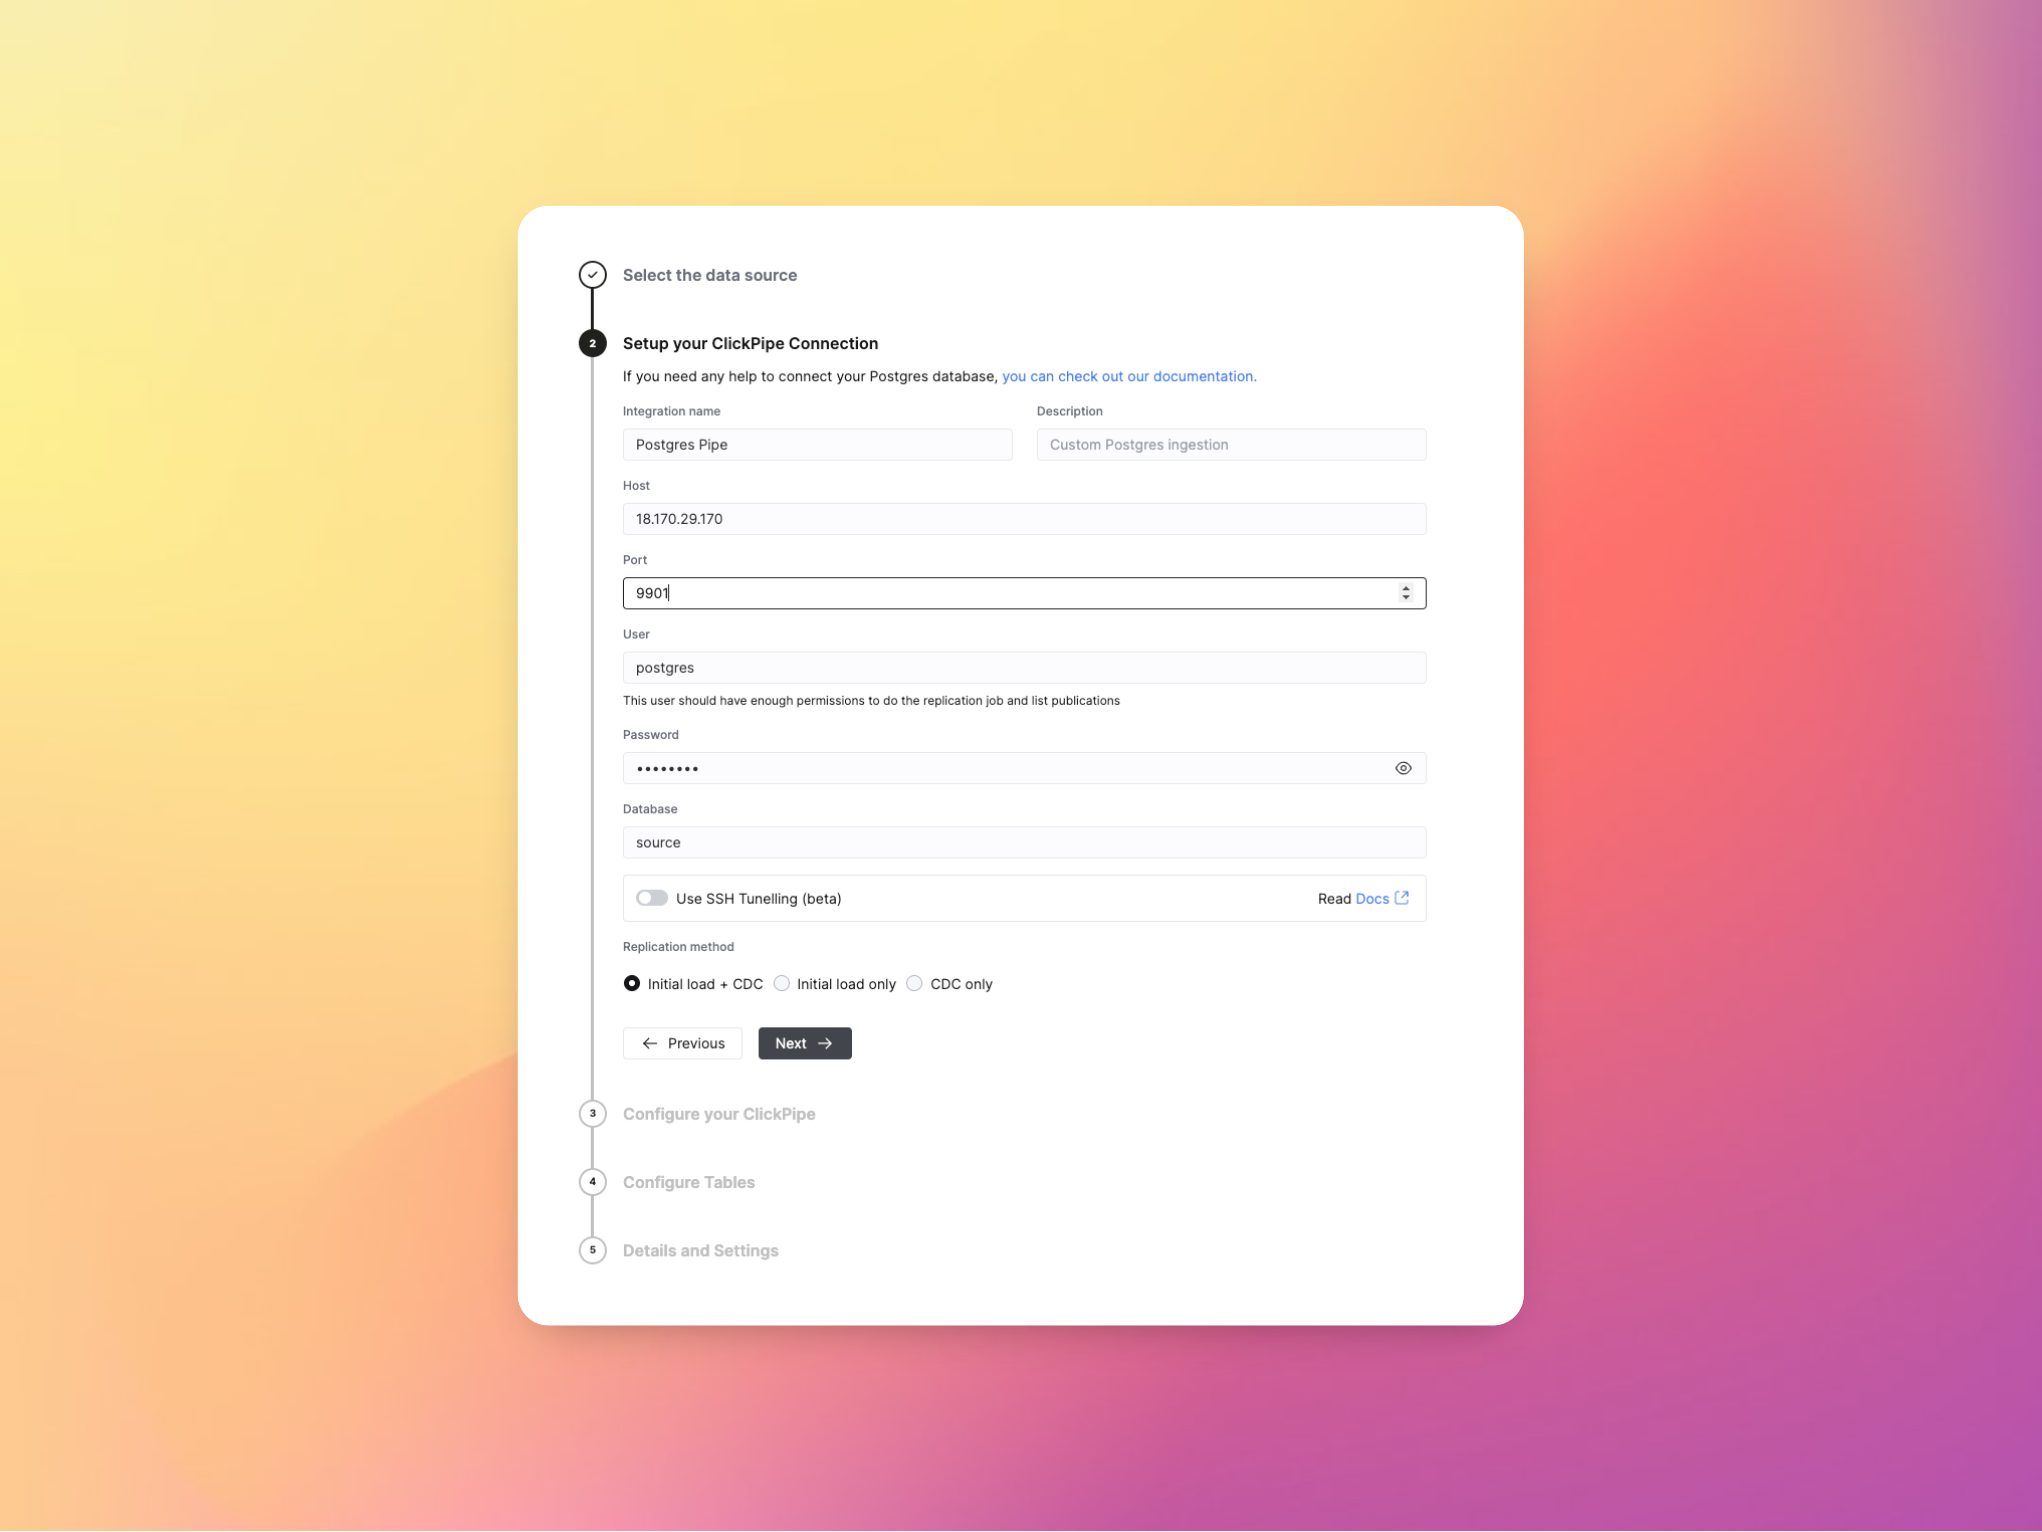 Select the data source
2 Setup your ClickPipe Connection
If you need any help to connect your Postgres database, you can check out our documentation.
Integration name Description
Postgres Pipe Custom Postgres ingestion
Host
18.170.29.170
Port
9901
User
postgres
This user should have enough permissions to do the replication job and list publications
Password
••••••••
Database
source
Use SSH Tunelling (beta) Read Docs
Replication method
Initial load + CDC Initial load only CDC only
Previous Next
3 Configure your ClickPipe
4 Configure Tables
5 Details and Settings